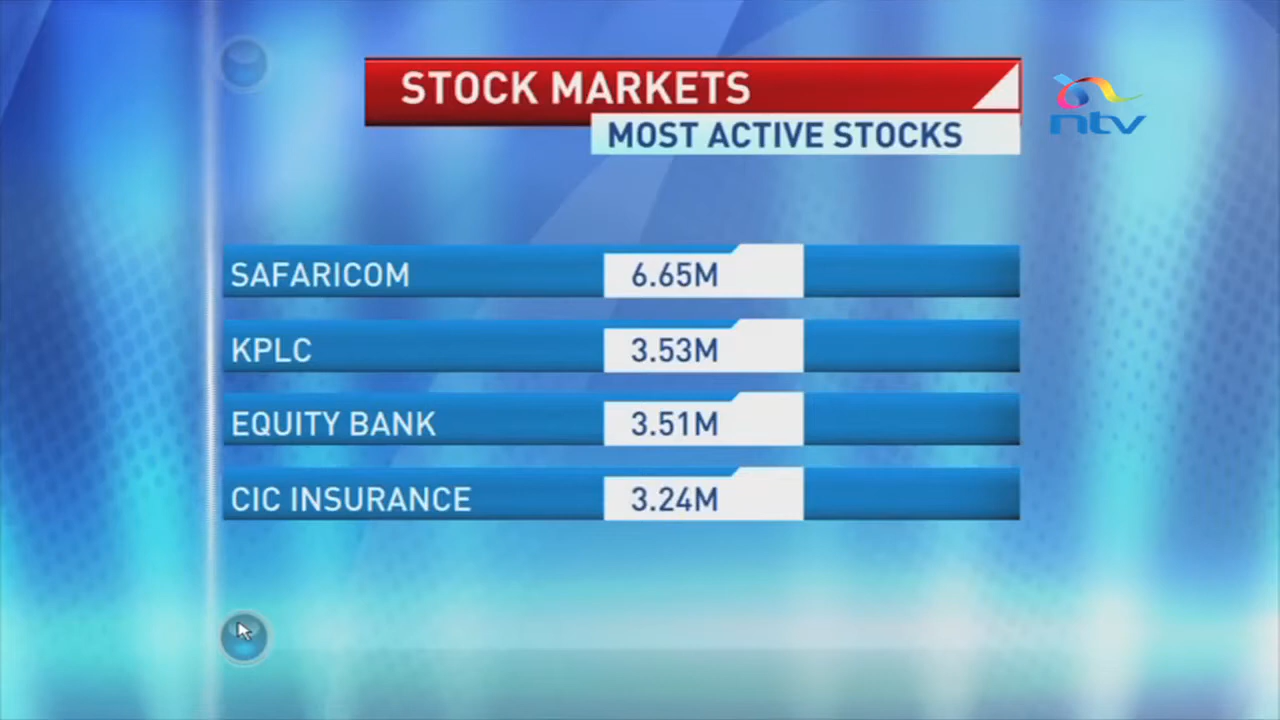 STOCK MARKETS
MOST ACTIVE STOCKS
ntv
SAFARICOM 6.65M
KPLC 3.53M
EQUITY BANK 3.51M
CIC INSURANCE 3.24M